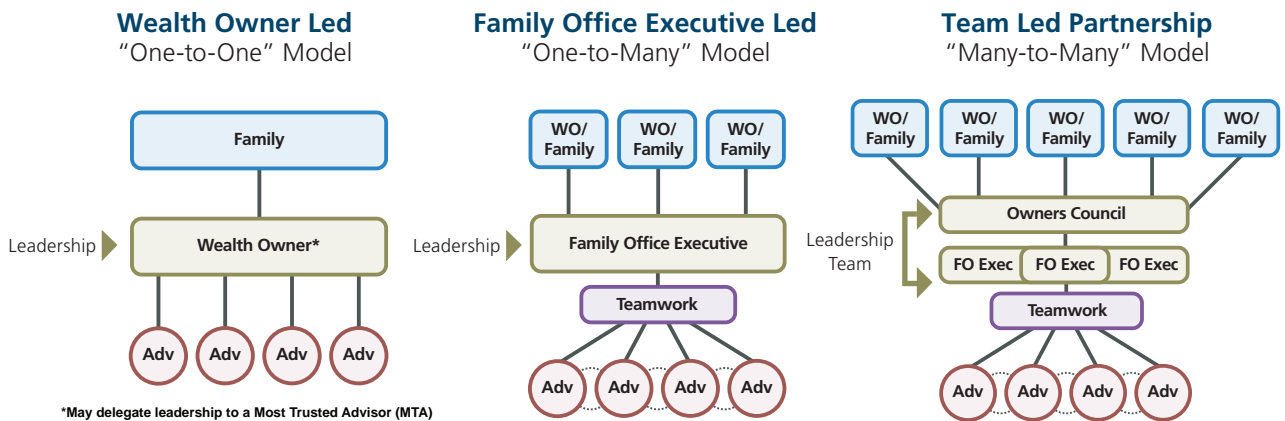 Wealth Owner Led
“One-to-One” Model
Family
Leadership
Wealth Owner*
Adv
Adv
Adv
Adv
*May delegate leadership to a Most Trusted Advisor (MTA)
Family Office Executive Led
“One-to-Many” Model
WO/
Family
WO/
Family
WO/
Family
Leadership
Family Office Executive
Teamwork
Adv
Adv
Adv
Adv
Team Led Partnership
“Many-to-Many” Model
WO/
Family
WO/
Family
WO/
Family
WO/
Family
WO/
Family
Owners Council
Leadership
Team
FO Exec
FO Exec
FO Exec
Teamwork
Adv
Adv
Adv
Adv